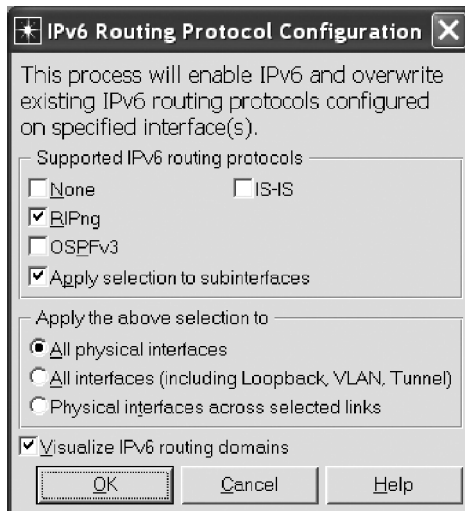 IPv6 Routing Protocol Configuration
This process will enable IPv6 and overwrite
existing IPv6 routing protocols configured
on specified interface(s).
Supported IPv6 routing protocols
None
IS-IS
RIPng
OSPFv3
Apply selection to subinterfaces
Apply the above selection to
All physical interfaces
All interfaces (including Loopback, VLAN, Tunnel)
Physical interfaces across selected links
Visualize IPv6 routing domains
OK
Cancel
Help